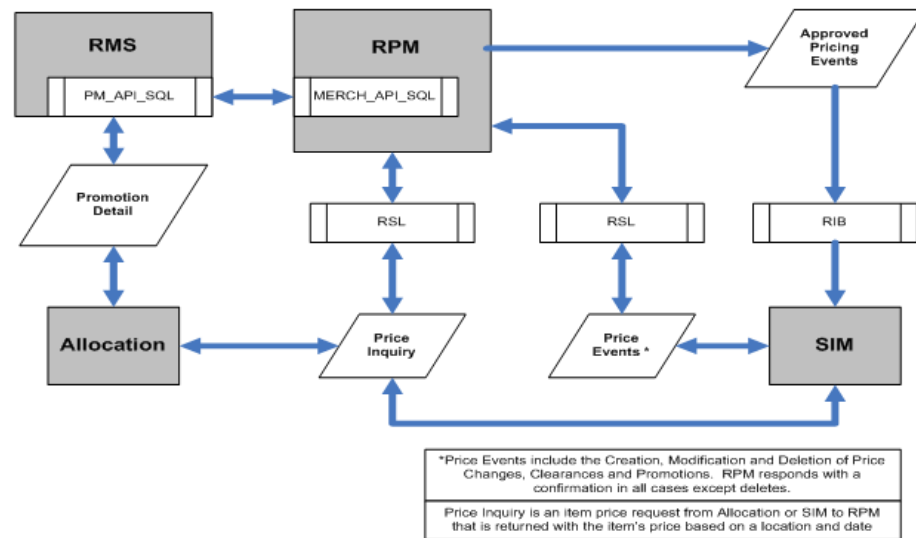 RMS
PM_API_SQL
RPM
MERCH_API_SQL
Approved
Pricing
Events
Promotion
Detail
RSL
RSL
RIB
Allocation
Price
Inquiry
Price
Events *
SIM
*Price Events include the Creation, Modification and Deletion of Price
Changes, Clearances and Promotions. RPM responds with a
confirmation in all cases except deletes.
Price Inquiry is an item price request from Allocation or SIM to RPM
that is returned with the item's price based on a location and date